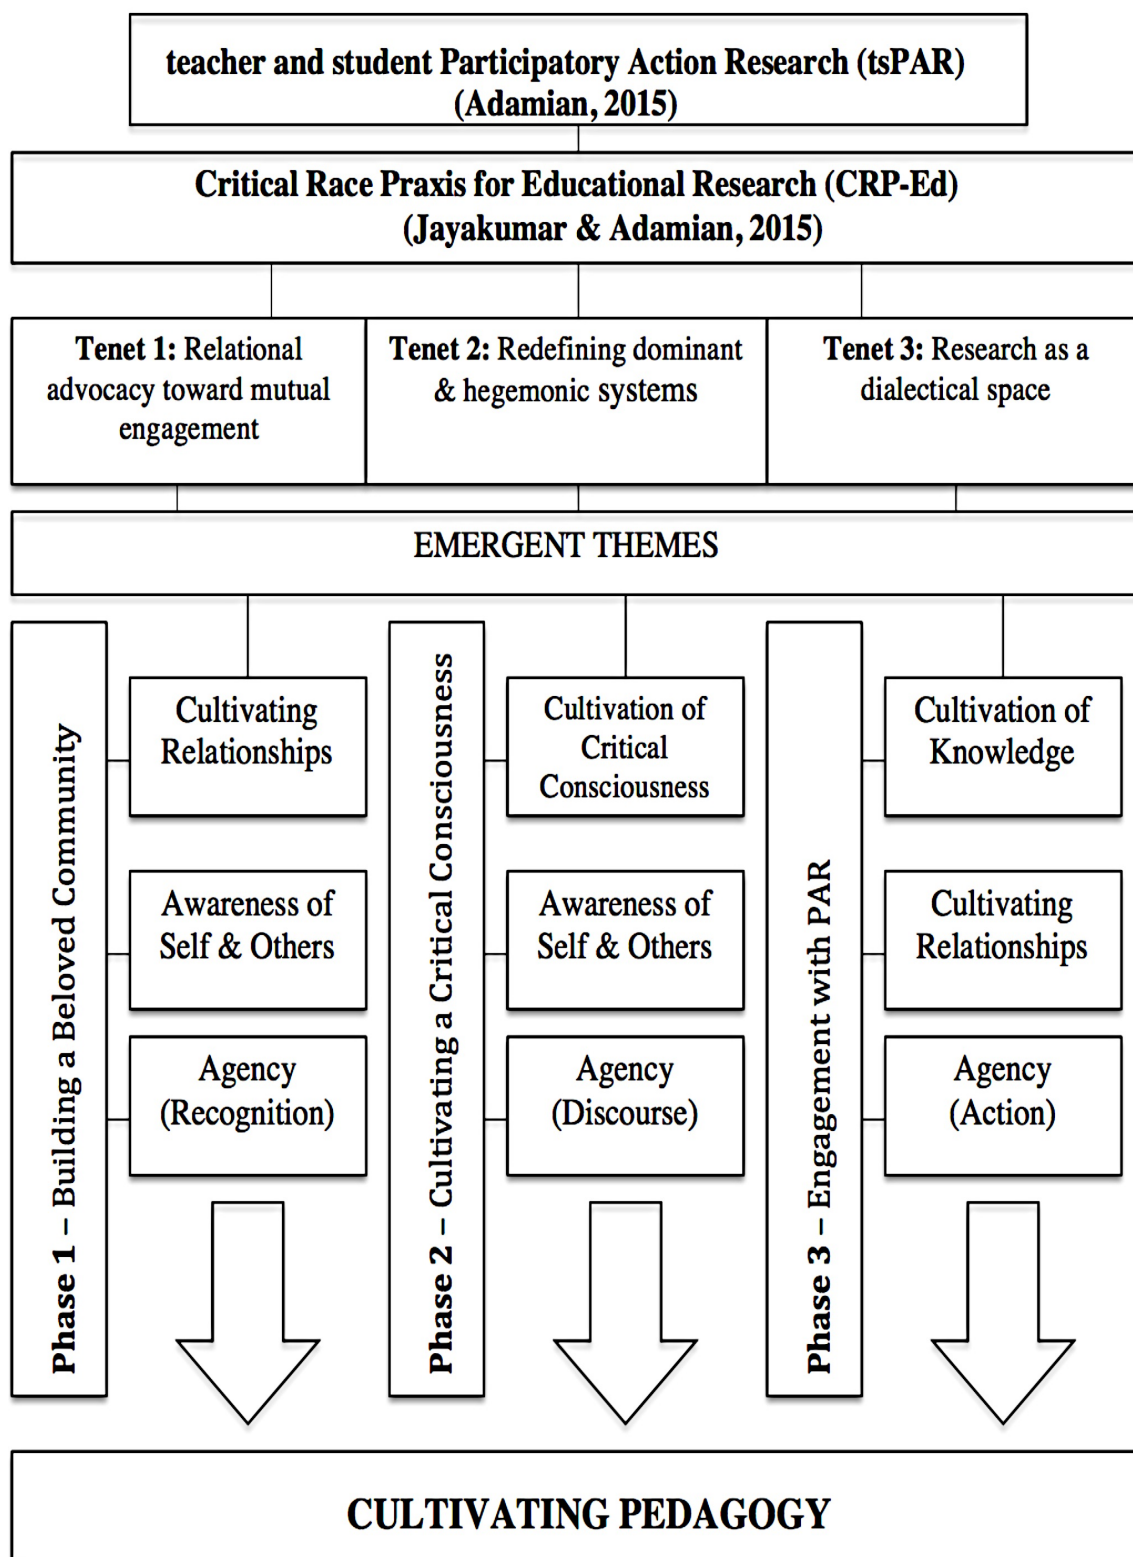 teacher and student Participatory Action Research (tsPAR)
(Adamian, 2015)
Critical Race Praxis for Educational Research (CRP-Ed)
(Jayakumar & Adamian, 2015)
Tenet 1: Relational
advocacy toward mutual
engagement
Tenet 2: Redefining dominant
& hegemonic systems
Tenet 3: Research as a
dialectical space
EMERGENT THEMES
Phase 1 – Building a Beloved Community
Cultivating
Relationships
Awareness of
Self & Others
Agency
(Recognition)
Phase 2 – Cultivating a Critical Consciousness
Cultivation of
Critical
Consciousness
Awareness of
Self & Others
Agency
(Discourse)
Phase 3 – Engagement with PAR
Cultivation of
Knowledge
Cultivating
Relationships
Agency
(Action)
CULTIVATING PEDAGOGY